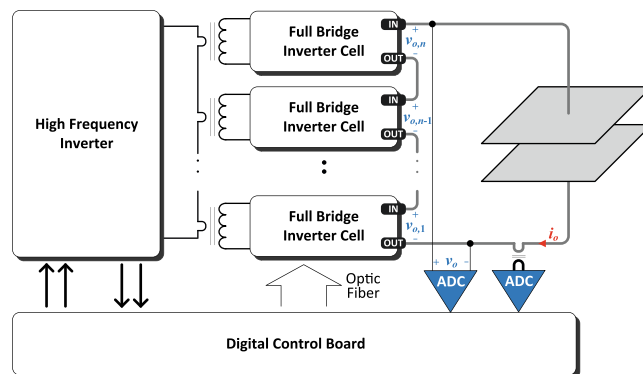 High Frequency
Inverter
Full Bridge
Inverter Cell
IN
OUT
+
v_{o,n}
-
Full Bridge
Inverter Cell
IN
OUT
+
v_{o,n-1}
-
Full Bridge
Inverter Cell
IN
OUT
+
v_{o,1}
-
i_o
+ v_o -
ADC
ADC
Optic
Fiber
Digital Control Board